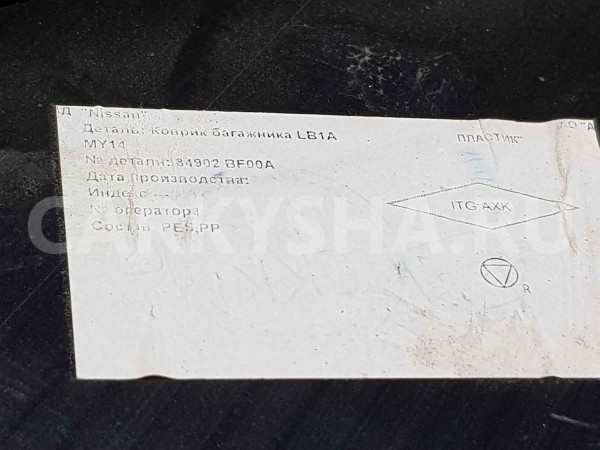 Д "Nissan"
Деталь: Коврик багажника LB1A
MY14
№ детали: 84902 BF00A
Дата производства:
Индекс ---
№ оператора
Состав: PES,PP
"А
ПЛАСТИК"
ITG:AXK
R
CARKYSHA.RU